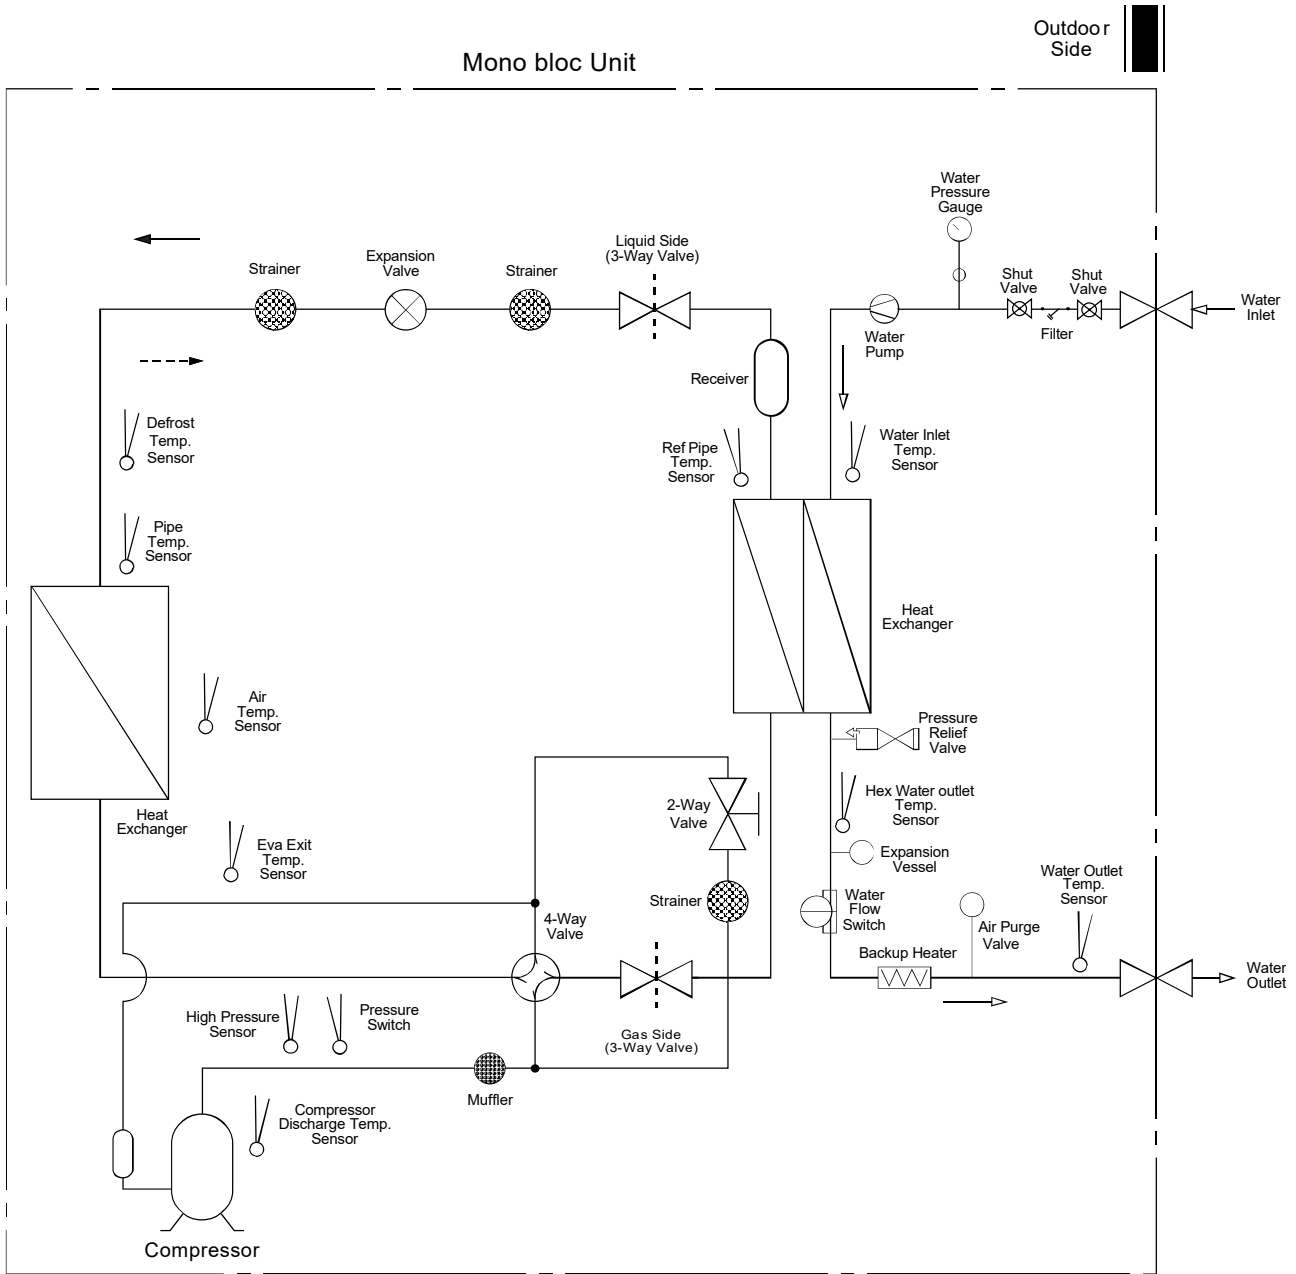 Outdoor
Side
Mono bloc Unit
Water
Pressure
Gauge
Liquid Side
(3-Way Valve)
Expansion
Valve
Strainer
Strainer
Shut
Valve
Shut
Valve
Water
Inlet
Filter
Water
Pump
Receiver
Defrost
Temp.
Sensor
Ref Pipe
Temp.
Sensor
Water Inlet
Temp.
Sensor
Pipe
Temp.
Sensor
Heat
Exchanger
Air
Temp.
Sensor
Pressure
Relief
Valve
Hex Water outlet
Temp.
Sensor
2-Way
Valve
Heat
Exchanger
Eva Exit
Temp.
Sensor
Expansion
Vessel
Water Outlet
Temp.
Sensor
Strainer
Water
Flow
Switch
4-Way
Valve
Air Purge
Valve
Backup Heater
Water
Outlet
High Pressure
Sensor
Pressure
Switch
Gas Side
(3-Way Valve)
Muffler
Compressor
Discharge Temp.
Sensor
Compressor